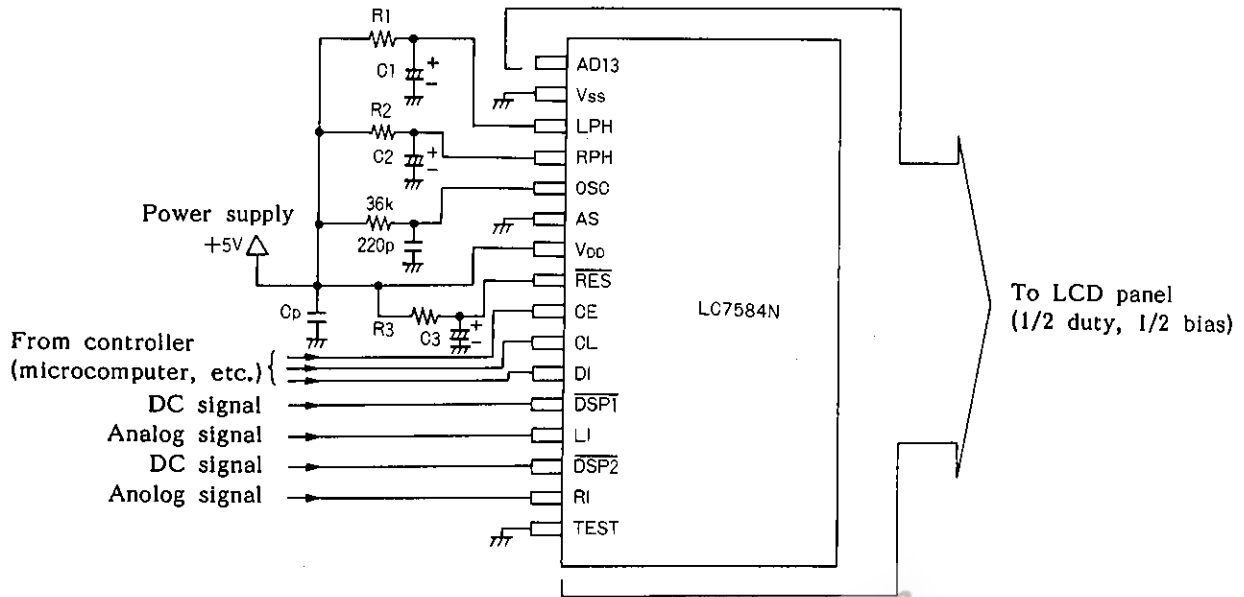 R1
C1
+
-
R2
C2
+
-
36k
220p
Power supply
+5V
Cp
R3
C3
+
-
From controller
(microcomputer, etc.)
DC signal
Analog signal
DC signal
Anolog signal
AD13
Vss
LPH
RPH
OSC
AS
VDD
RES
CE
CL
DI
DSP1
LI
DSP2
RI
TEST
LC7584N
To LCD panel
(1/2 duty, 1/2 bias)